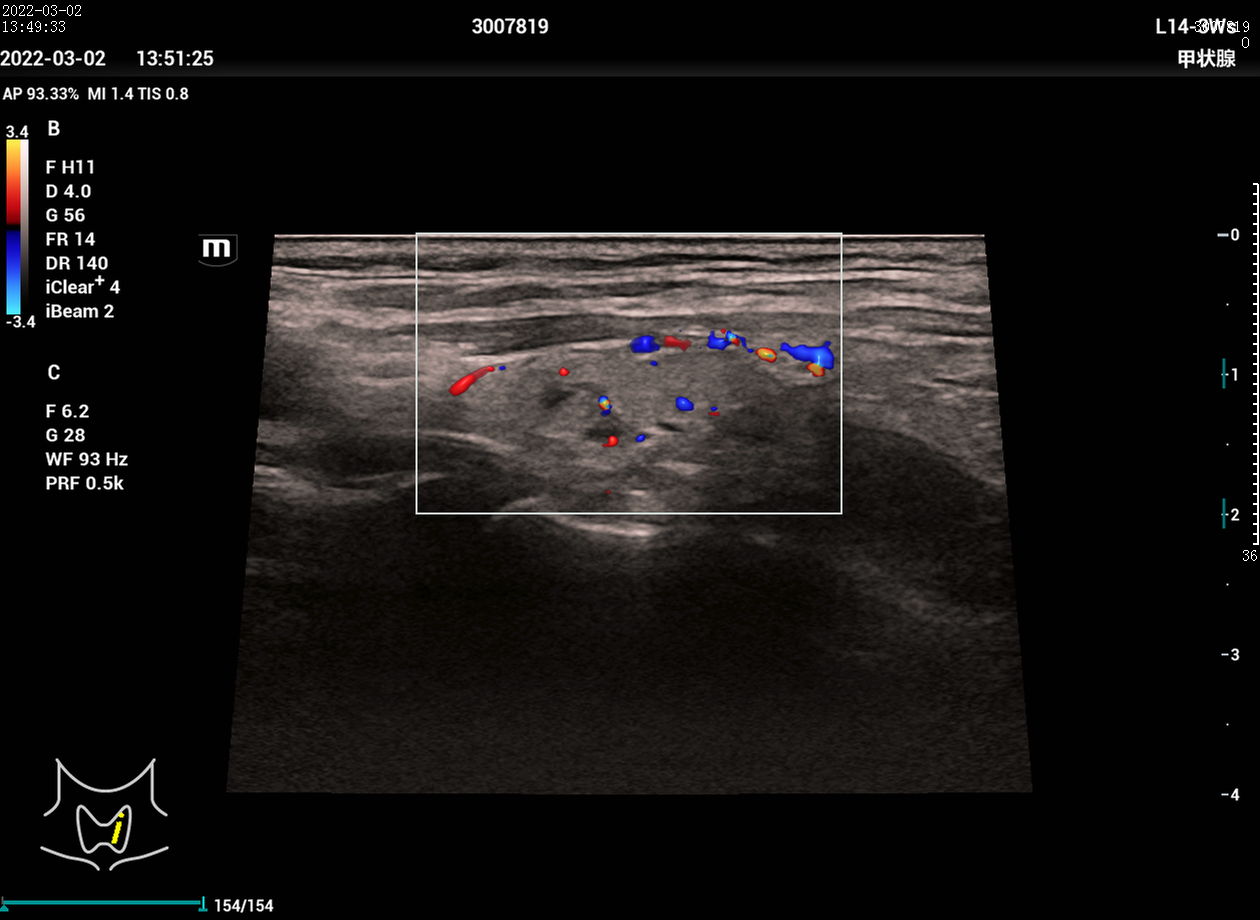 2022-03-02
13:49:33
3007819
L14-3Ws
0
2022-03-02 13:51:25
甲状腺
AP 93.33% MI 1.4 TIS 0.8
3.4
B
F H11
D 4.0
G 56
FR 14
DR 140
iClear+ 4
iBeam 2
-3.4
C
F 6.2
G 28
WF 93 Hz
PRF 0.5k
m
0
1
2
36
3
4
i
154/154